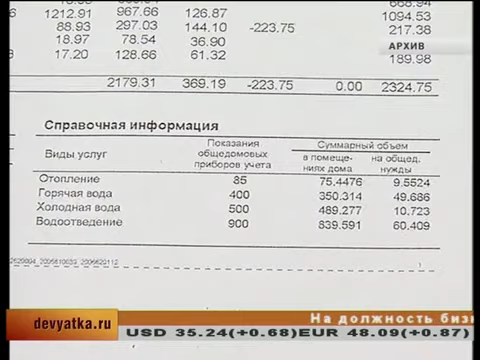 668.94
1212.91 967.66 126.87 1094.53
88.93 297.03 144.10 -223.75 217.38
18.97 78.54 36.90
17.20 128.66 61.32 189.98
АРХИВ
2179.31 369.19 -223.75 0.00 2324.75
Справочная информация
Виды услуг
Показания общедомовых приборов учета
Суммарный объем
в помеще-ниях дома
на общед. нужды
Отопление 85 75.4476 9.5524
Горячая вода 400 350.314 49.686
Холодная вода 500 489.277 10.723
Водоотведение 900 839.591 60.409
devyatka.ru
На должность бизн
USD 35.24(+0.68)EUR 48.09(+0.87)